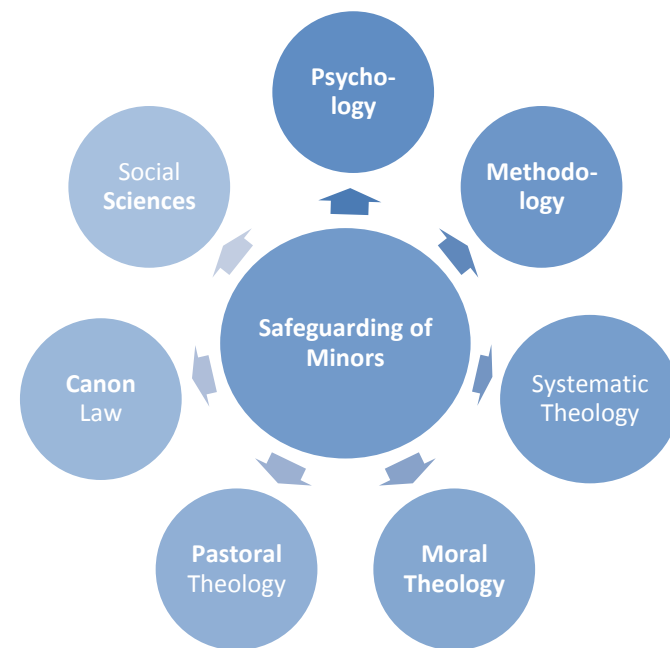 Psycho-
logy
Methodo-
logy
Systematic
Theology
Moral
Theology
Pastoral
Theology
Canon
Law
Social
Sciences
Safeguarding of
Minors